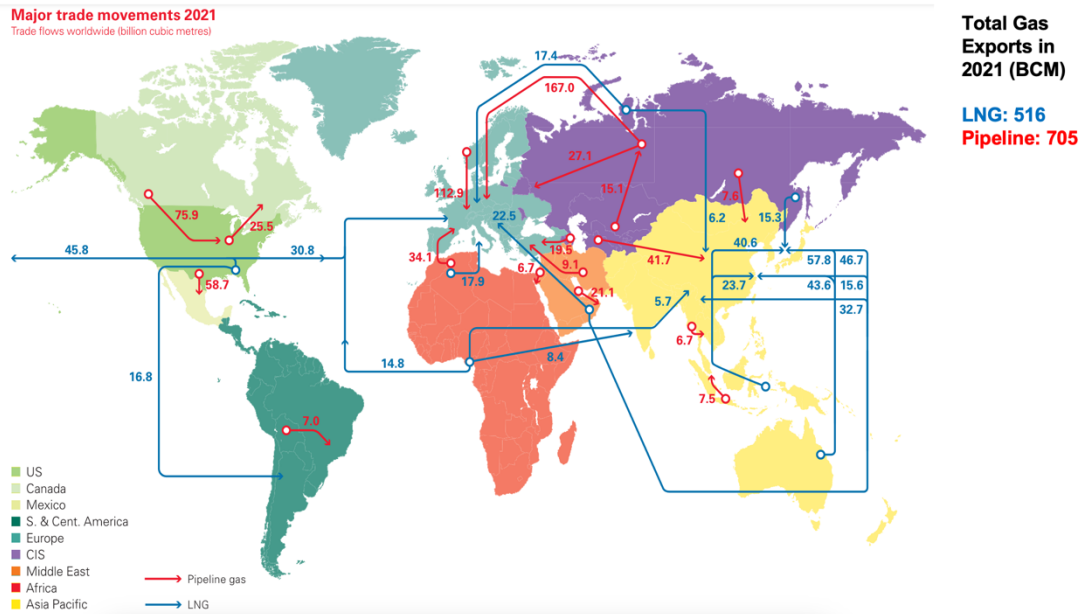 Major trade movements 2021
Trade flows worldwide (billion cubic metres)
Total Gas
Exports in
2021 (BCM)
LNG: 516
Pipeline: 705
17.4
167.0
27.1
15.1
112.9
7.6
75.9
25.5
22.5
6.2
15.3
45.8
30.8
34.1
19.5
40.6
41.7
57.8
46.7
6.7
9.1
17.9
58.7
21.1
23.7
43.6
15.6
5.7
32.7
6.7
14.8
8.4
16.8
7.5
7.0
US
Canada
Mexico
S. & Cent. America
Europe
CIS
Middle East
Africa
Asia Pacific
Pipeline gas
LNG